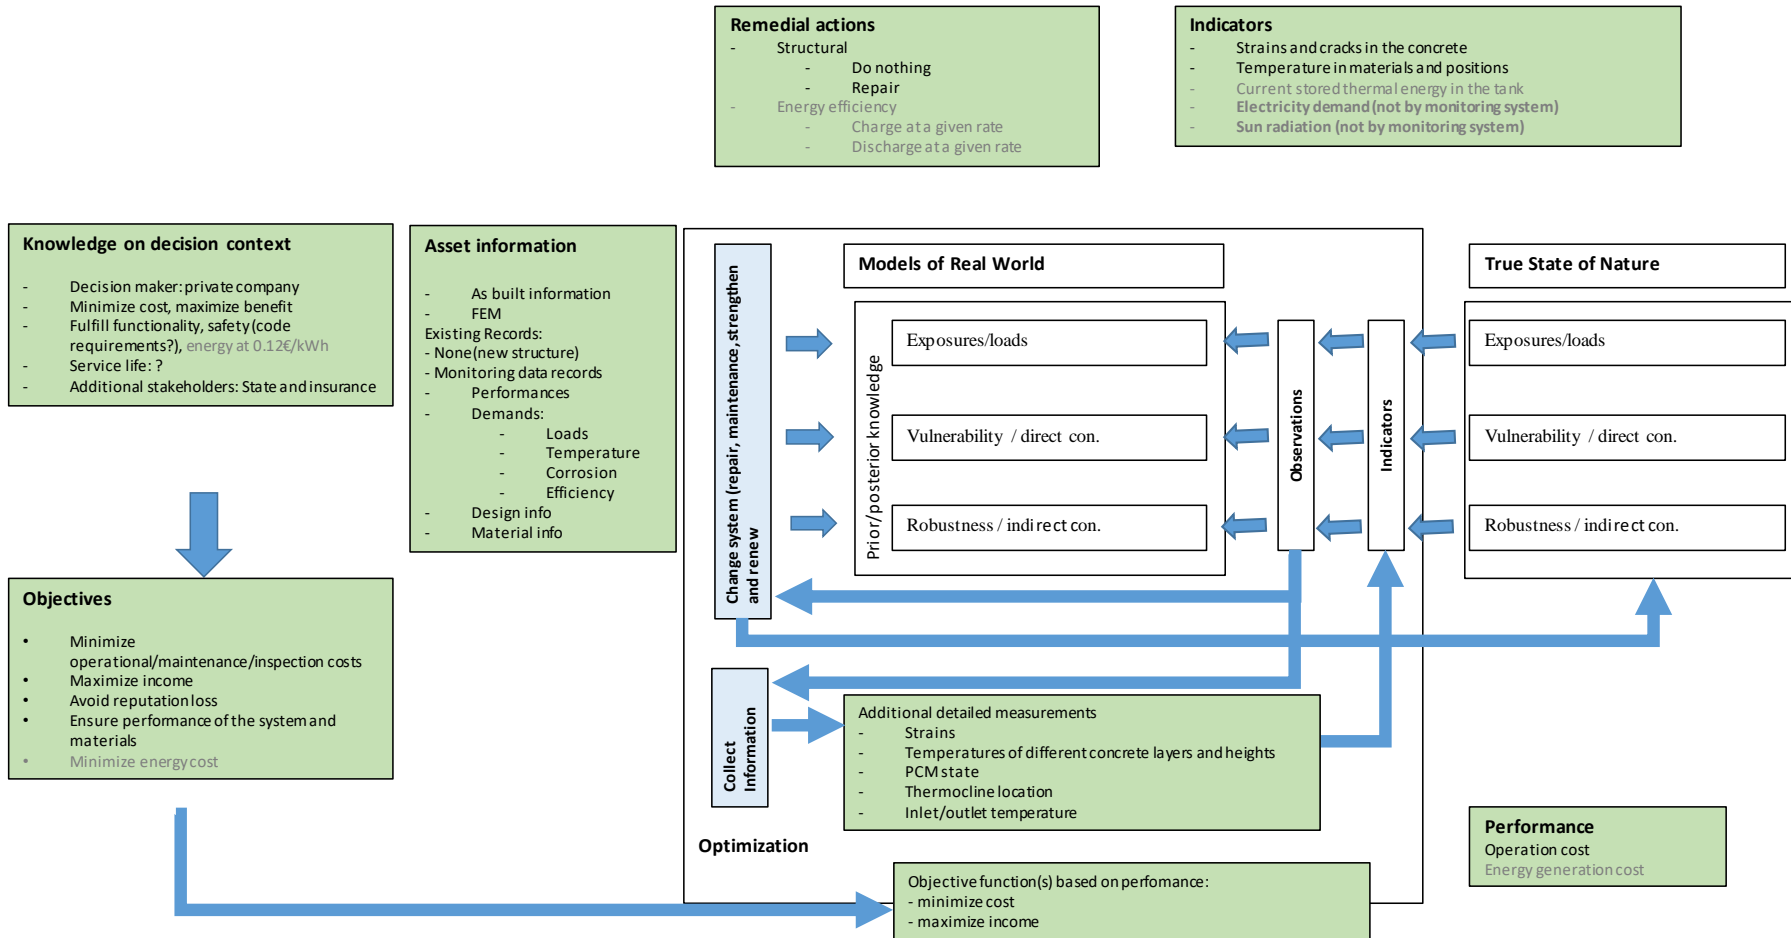 Remedial actions
- Structural
- Do nothing
- Repair
- Energy efficiency
- Charge at a given rate
- Discharge at a given rate
Indicators
- Strains and cracks in the concrete
- Temperature in materials and positions
- Current stored thermal energy in the tank
- Electricity demand (not by monitoring system)
- Sun radiation (not by monitoring system)
Knowledge on decision context
- Decision maker: private company
- Minimize cost, maximize benefit
- Fulfill functionality, safety (code
requirements?), energy at 0.12€/kWh
- Service life: ?
- Additional stakeholders: State and insurance
Asset information
- As built information
- FEM
Existing Records:
- None (new structure)
- Monitoring data records
- Performances
- Demands:
- Loads
- Temperature
- Corrosion
- Efficiency
- Design info
- Material info
Change system (repair, maintenance, strengthen
and renew
Models of Real World
Prior/posterior knowledge
Exposures/loads
Vulnerability / direct con.
Robustness / indirect con.
Observations
Indicators
True State of Nature
Exposures/loads
Vulnerability / direct con.
Robustness / indirect con.
Objectives
• Minimize
operational/maintenance/inspection costs
• Maximize income
• Avoid reputation loss
• Ensure performance of the system and
materials
• Minimize energy cost
Collect
Information
Additional detailed measurements
- Strains
- Temperatures of different concrete layers and heights
- PCM state
- Thermocline location
- Inlet/outlet temperature
Optimization
Performance
Operation cost
Energy generation cost
Objective function(s) based on perfomance:
- minimize cost
- maximize income